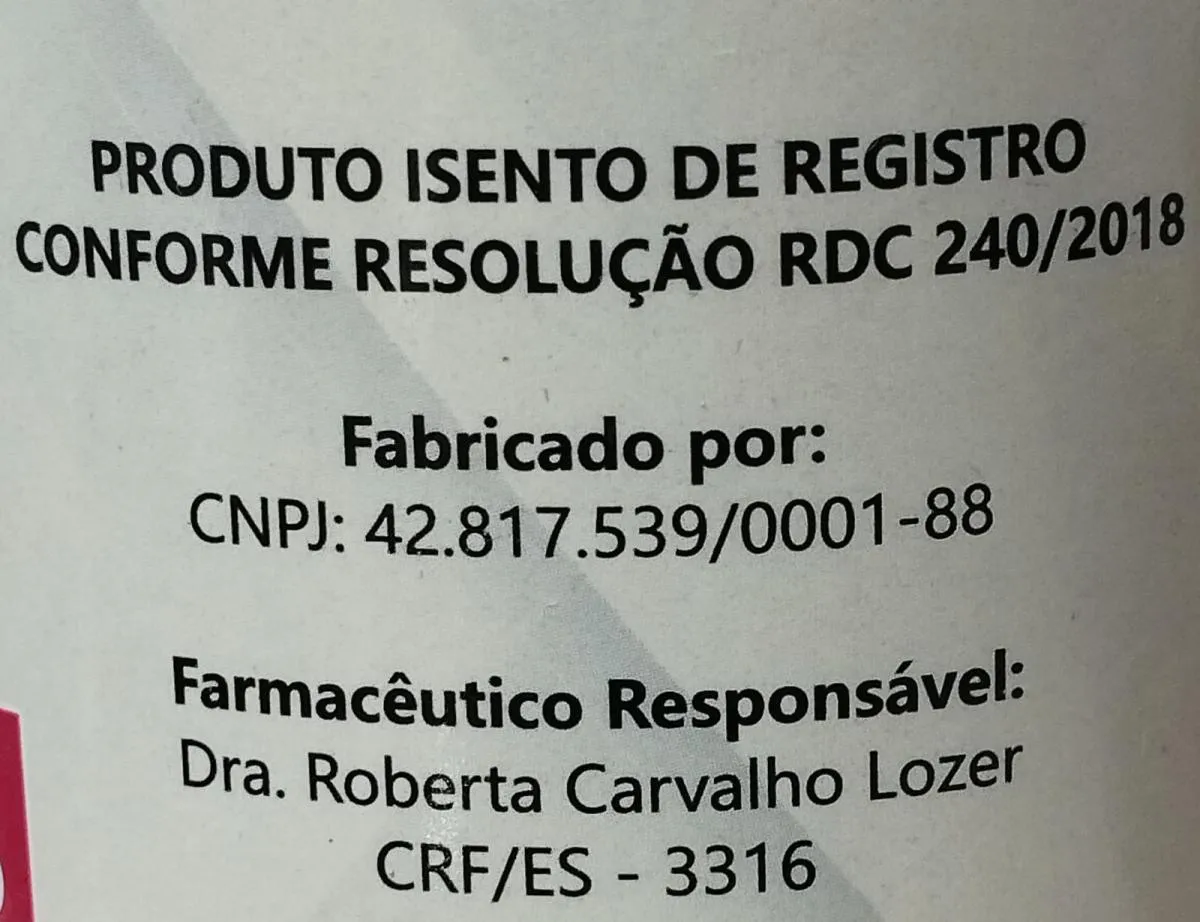 PRODUTO ISENTO DE REGISTRO
CONFORME RESOLUÇÃO RDC 240/2018
Fabricado por:
CNPJ: 42.817.539/0001-88
Farmacêutico Responsável:
Dra. Roberta Carvalho Lozer
CRF/ES - 3316